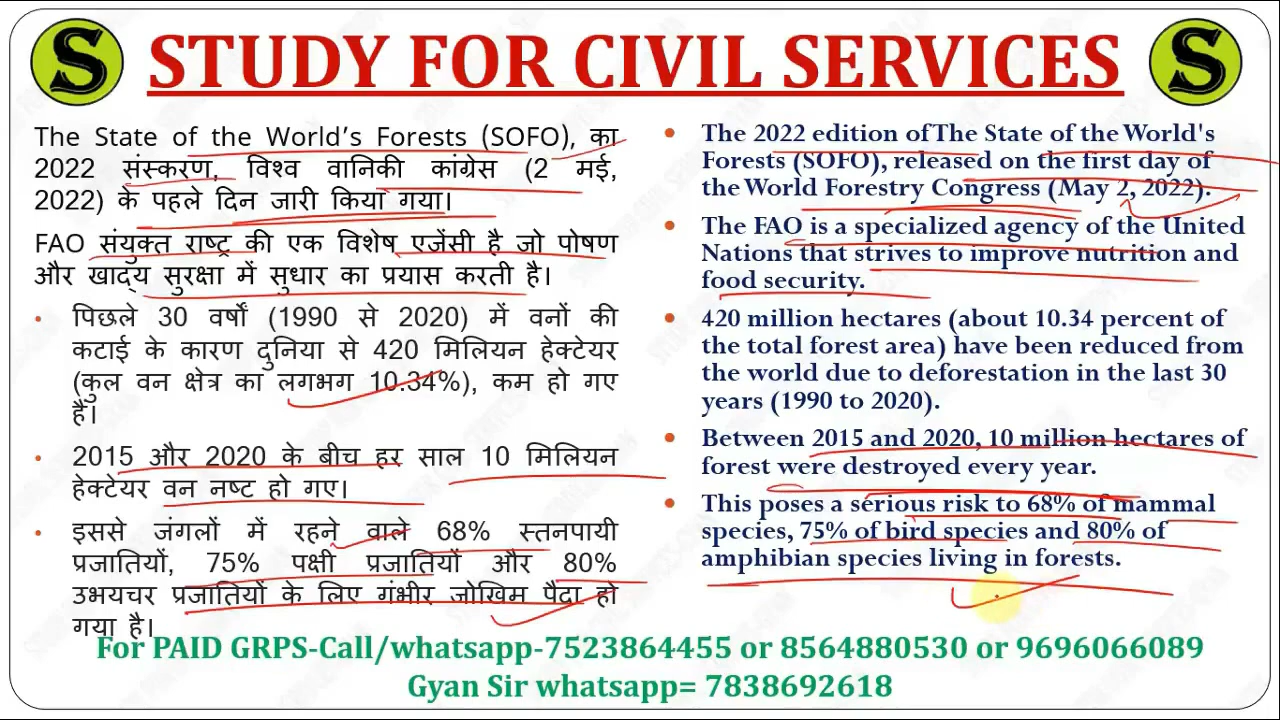 S STUDY FOR CIVIL SERVICES S
The State of the World's Forests (SOFO), का
2022 संस्करण, विश्व वानिकी कांग्रेस (2 मई,
2022) के पहले दिन जारी किया गया।
FAO संयुक्त राष्ट्र की एक विशेष एजेंसी है जो पोषण
और खाद्य सुरक्षा में सुधार का प्रयास करती है।
• पिछले 30 वर्षों (1990 से 2020) में वनों की
कटाई के कारण दुनिया से 420 मिलियन हेक्टेयर
(कुल वन क्षेत्र का लगभग 10.34%), कम हो गए
है।
• 2015 और 2020 के बीच हर साल 10 मिलियन
हेक्टेयर वन नष्ट हो गए।
• इससे जंगलों में रहने वाले 68% स्तनपायी
प्रजातियों, 75% पक्षी प्रजातियों और 80%
उभयचर प्रजातियों के लिए गंभीर जोखिम पैदा हो
गया है।
• The 2022 edition of The State of the World's
Forests (SOFO), released on the first day of
the World Forestry Congress (May 2, 2022).
• The FAO is a specialized agency of the United
Nations that strives to improve nutrition and
food security.
• 420 million hectares (about 10.34 percent of
the total forest area) have been reduced from
the world due to deforestation in the last 30
years (1990 to 2020).
• Between 2015 and 2020, 10 million hectares of
forest were destroyed every year.
• This poses a serious risk to 68% of mammal
species, 75% of bird species and 80% of
amphibian species living in forests.
For PAID GRPS-Call/whatsapp-7523864455 or 8564880530 or 9696066089
Gyan Sir whatsapp= 7838692618